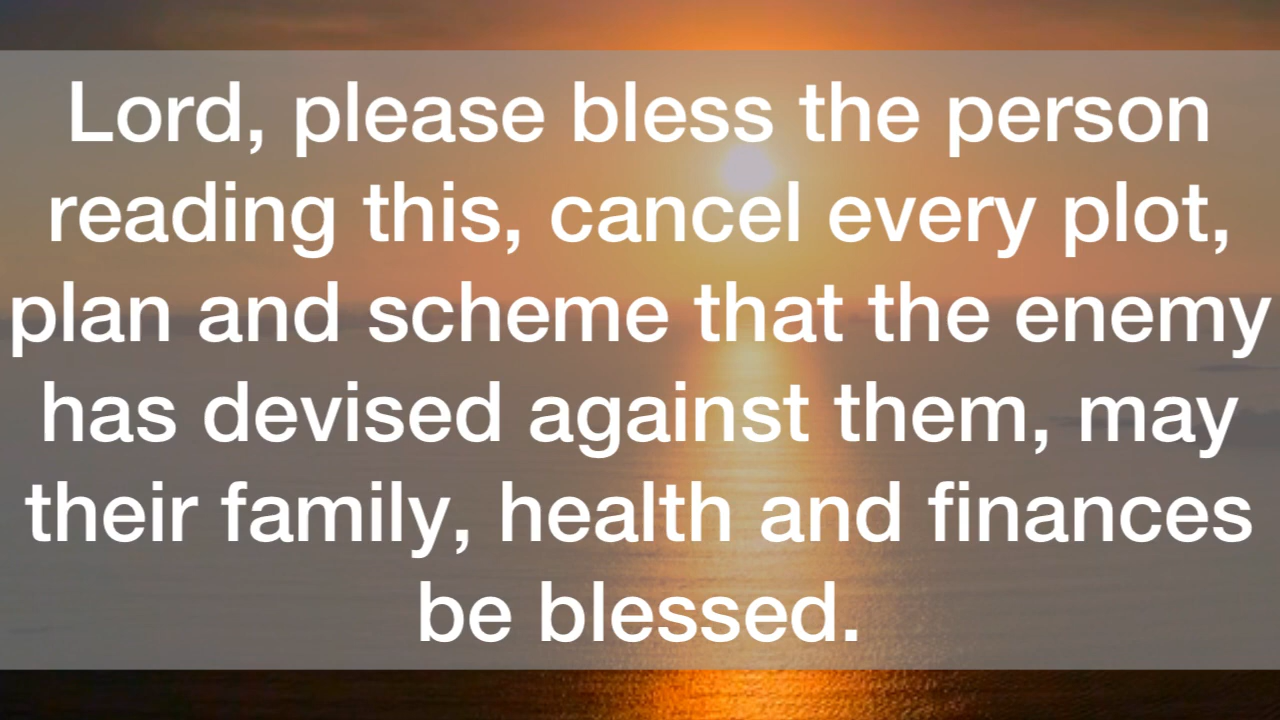 Lord, please bless the person
reading this, cancel every plot,
plan and scheme that the enemy
has devised against them, may
their family, health and finances
be blessed.